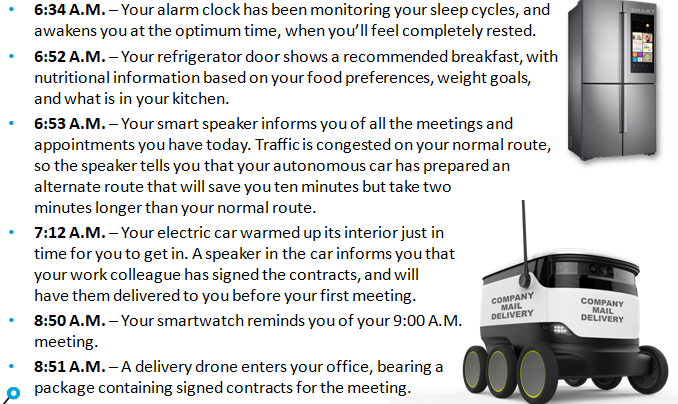 6:34 A.M. – Your alarm clock has been monitoring your sleep cycles, and
awakens you at the optimum time, when you’ll feel completely rested.
6:52 A.M. – Your refrigerator door shows a recommended breakfast, with
nutritional information based on your food preferences, weight goals,
and what is in your kitchen.
6:53 A.M. – Your smart speaker informs you of all the meetings and
appointments you have today. Traffic is congested on your normal route,
so the speaker tells you that your autonomous car has prepared an
alternate route that will save you ten minutes but take two
minutes longer than your normal route.
7:12 A.M. – Your electric car warmed up its interior just in
time for you to get in. A speaker in the car informs you that
your work colleague has signed the contracts, and will
have them delivered to you before your first meeting.
8:50 A.M. – Your smartwatch reminds you of your 9:00 A.M.
meeting.
8:51 A.M. – A delivery drone enters your office, bearing a
package containing signed contracts for the meeting.
SMART
COMPANY
MAIL
DELIVERY
COMPANY
MAIL
DELIVERY